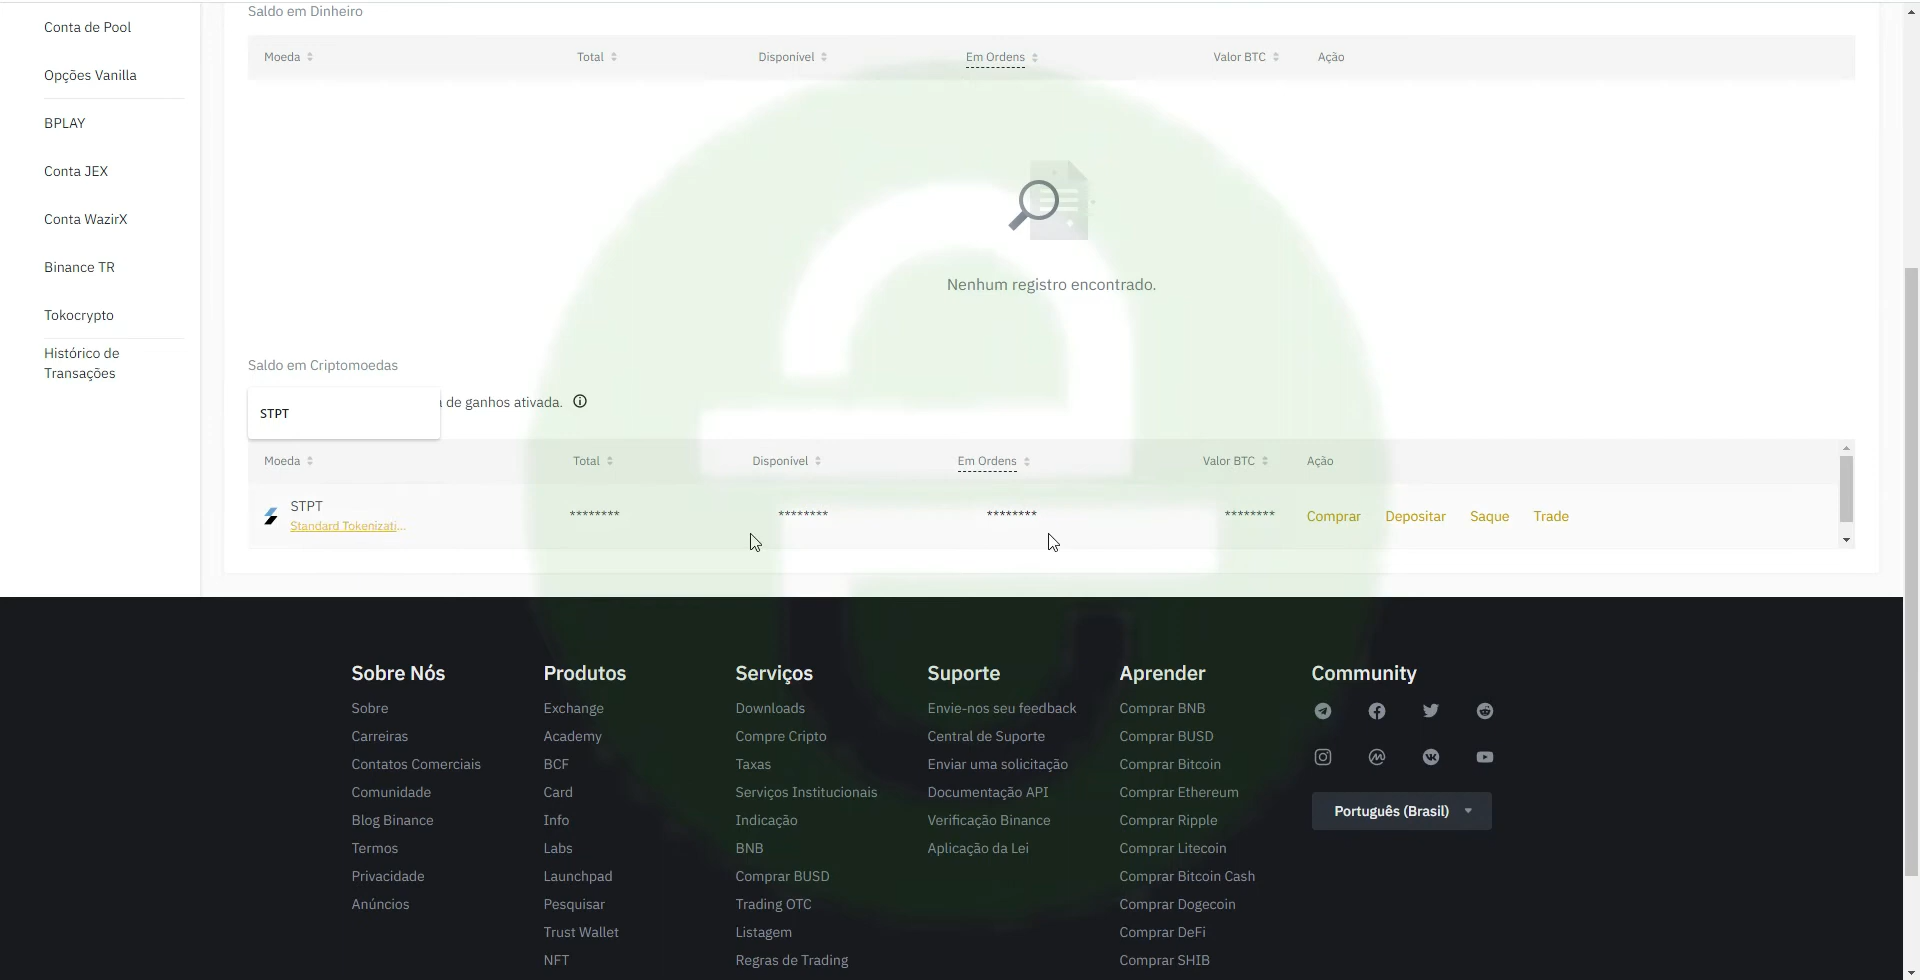 Conta de Pool
Opções Vanilla
BPLAY
Conta JEX
Conta WazirX
Binance TR
Tokocrypto
Histórico de
Transações
Saldo em Dinheiro
Moeda Total Disponível Em Ordens Valor BTC Ação
Nenhum registro encontrado.
Saldo em Criptomoedas
STPT
de ganhos ativada.
Moeda Total Disponível Em Ordens Valor BTC Ação
STPT
Standard Tokenizati...
******** ******** ******** ******** Comprar Depositar Saque Trade
Sobre Nós
Sobre
Carreiras
Contatos Comerciais
Comunidade
Blog Binance
Termos
Privacidade
Anúncios
Produtos
Exchange
Academy
BCF
Card
Info
Labs
Launchpad
Pesquisar
Trust Wallet
NFT
Serviços
Downloads
Compre Cripto
Taxas
Serviços Institucionais
Indicação
BNB
Comprar BUSD
Trading OTC
Listagem
Regras de Trading
Suporte
Envie-nos seu feedback
Central de Suporte
Enviar uma solicitação
Documentação API
Verificação Binance
Aplicação da Lei
Aprender
Comprar BNB
Comprar BUSD
Comprar Bitcoin
Comprar Ethereum
Comprar Ripple
Comprar Litecoin
Comprar Bitcoin Cash
Comprar Dogecoin
Comprar DeFi
Comprar SHIB
Community
Português (Brasil)